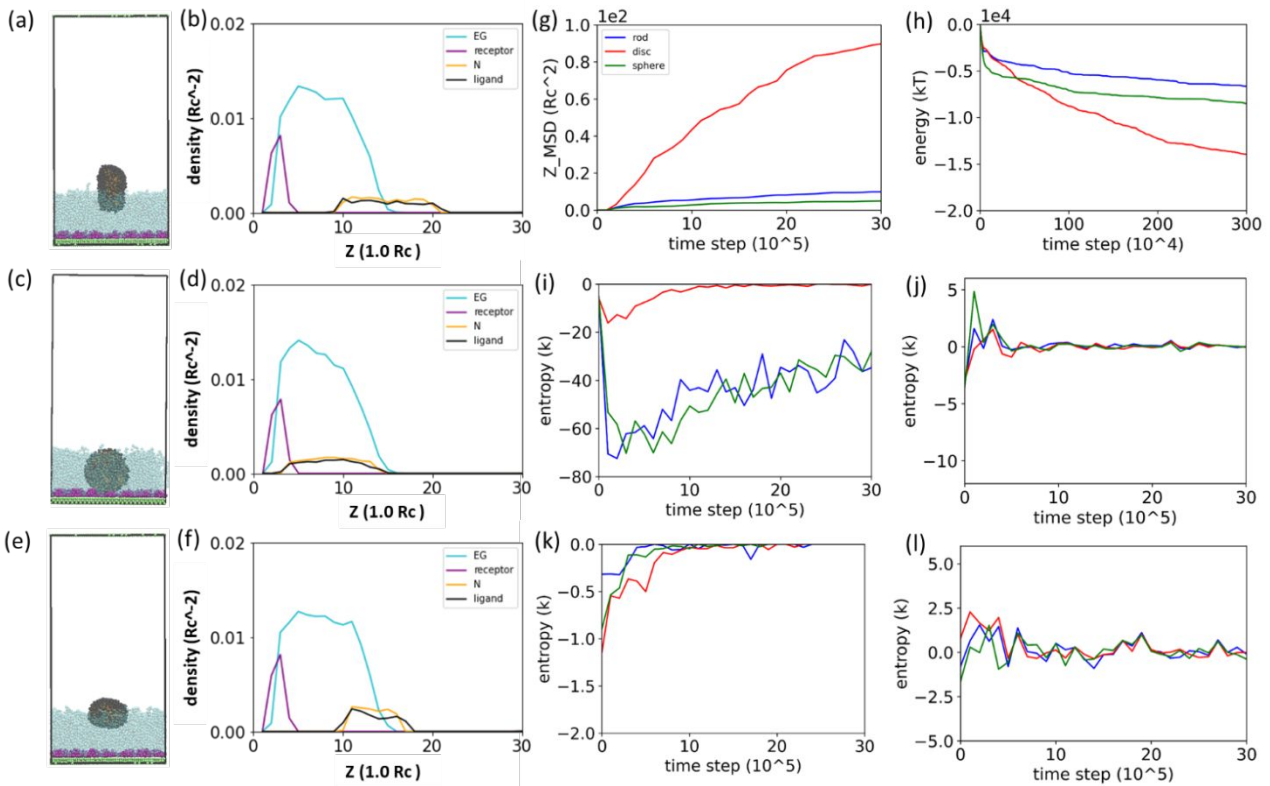 (a)
(b)
0.02
0.01
0.00
density (Rc^-2)
EG
receptor
N
ligand
0 10 20 30
Z (1.0 Rc )
(g)
1e2
1.0
0.8
0.6
0.4
0.2
0.0
Z_MSD (Rc^2)
rod
disc
sphere
0 10 20 30
time step (10^5)
(h)
1e4
0.0
-0.5
-1.0
-1.5
-2.0
energy (kT)
0 100 200 300
time step (10^4)
(c)
(d)
0.02
0.01
0.00
density (Rc^-2)
EG
receptor
N
ligand
0 10 20 30
Z (1.0 Rc )
(i)
0
-20
-40
-60
-80
entropy (k)
0 10 20 30
time step (10^5)
(j)
5
0
-5
-10
entropy (k)
0 10 20 30
time step (10^5)
(e)
(f)
0.02
0.01
0.00
density (Rc^-2)
EG
receptor
N
ligand
0 10 20 30
Z (1.0 Rc )
(k)
0.0
-0.5
-1.0
-1.5
-2.0
entropy (k)
0 10 20 30
time step (10^5)
(l)
5.0
2.5
0.0
-2.5
-5.0
entropy (k)
0 10 20 30
time step (10^5)